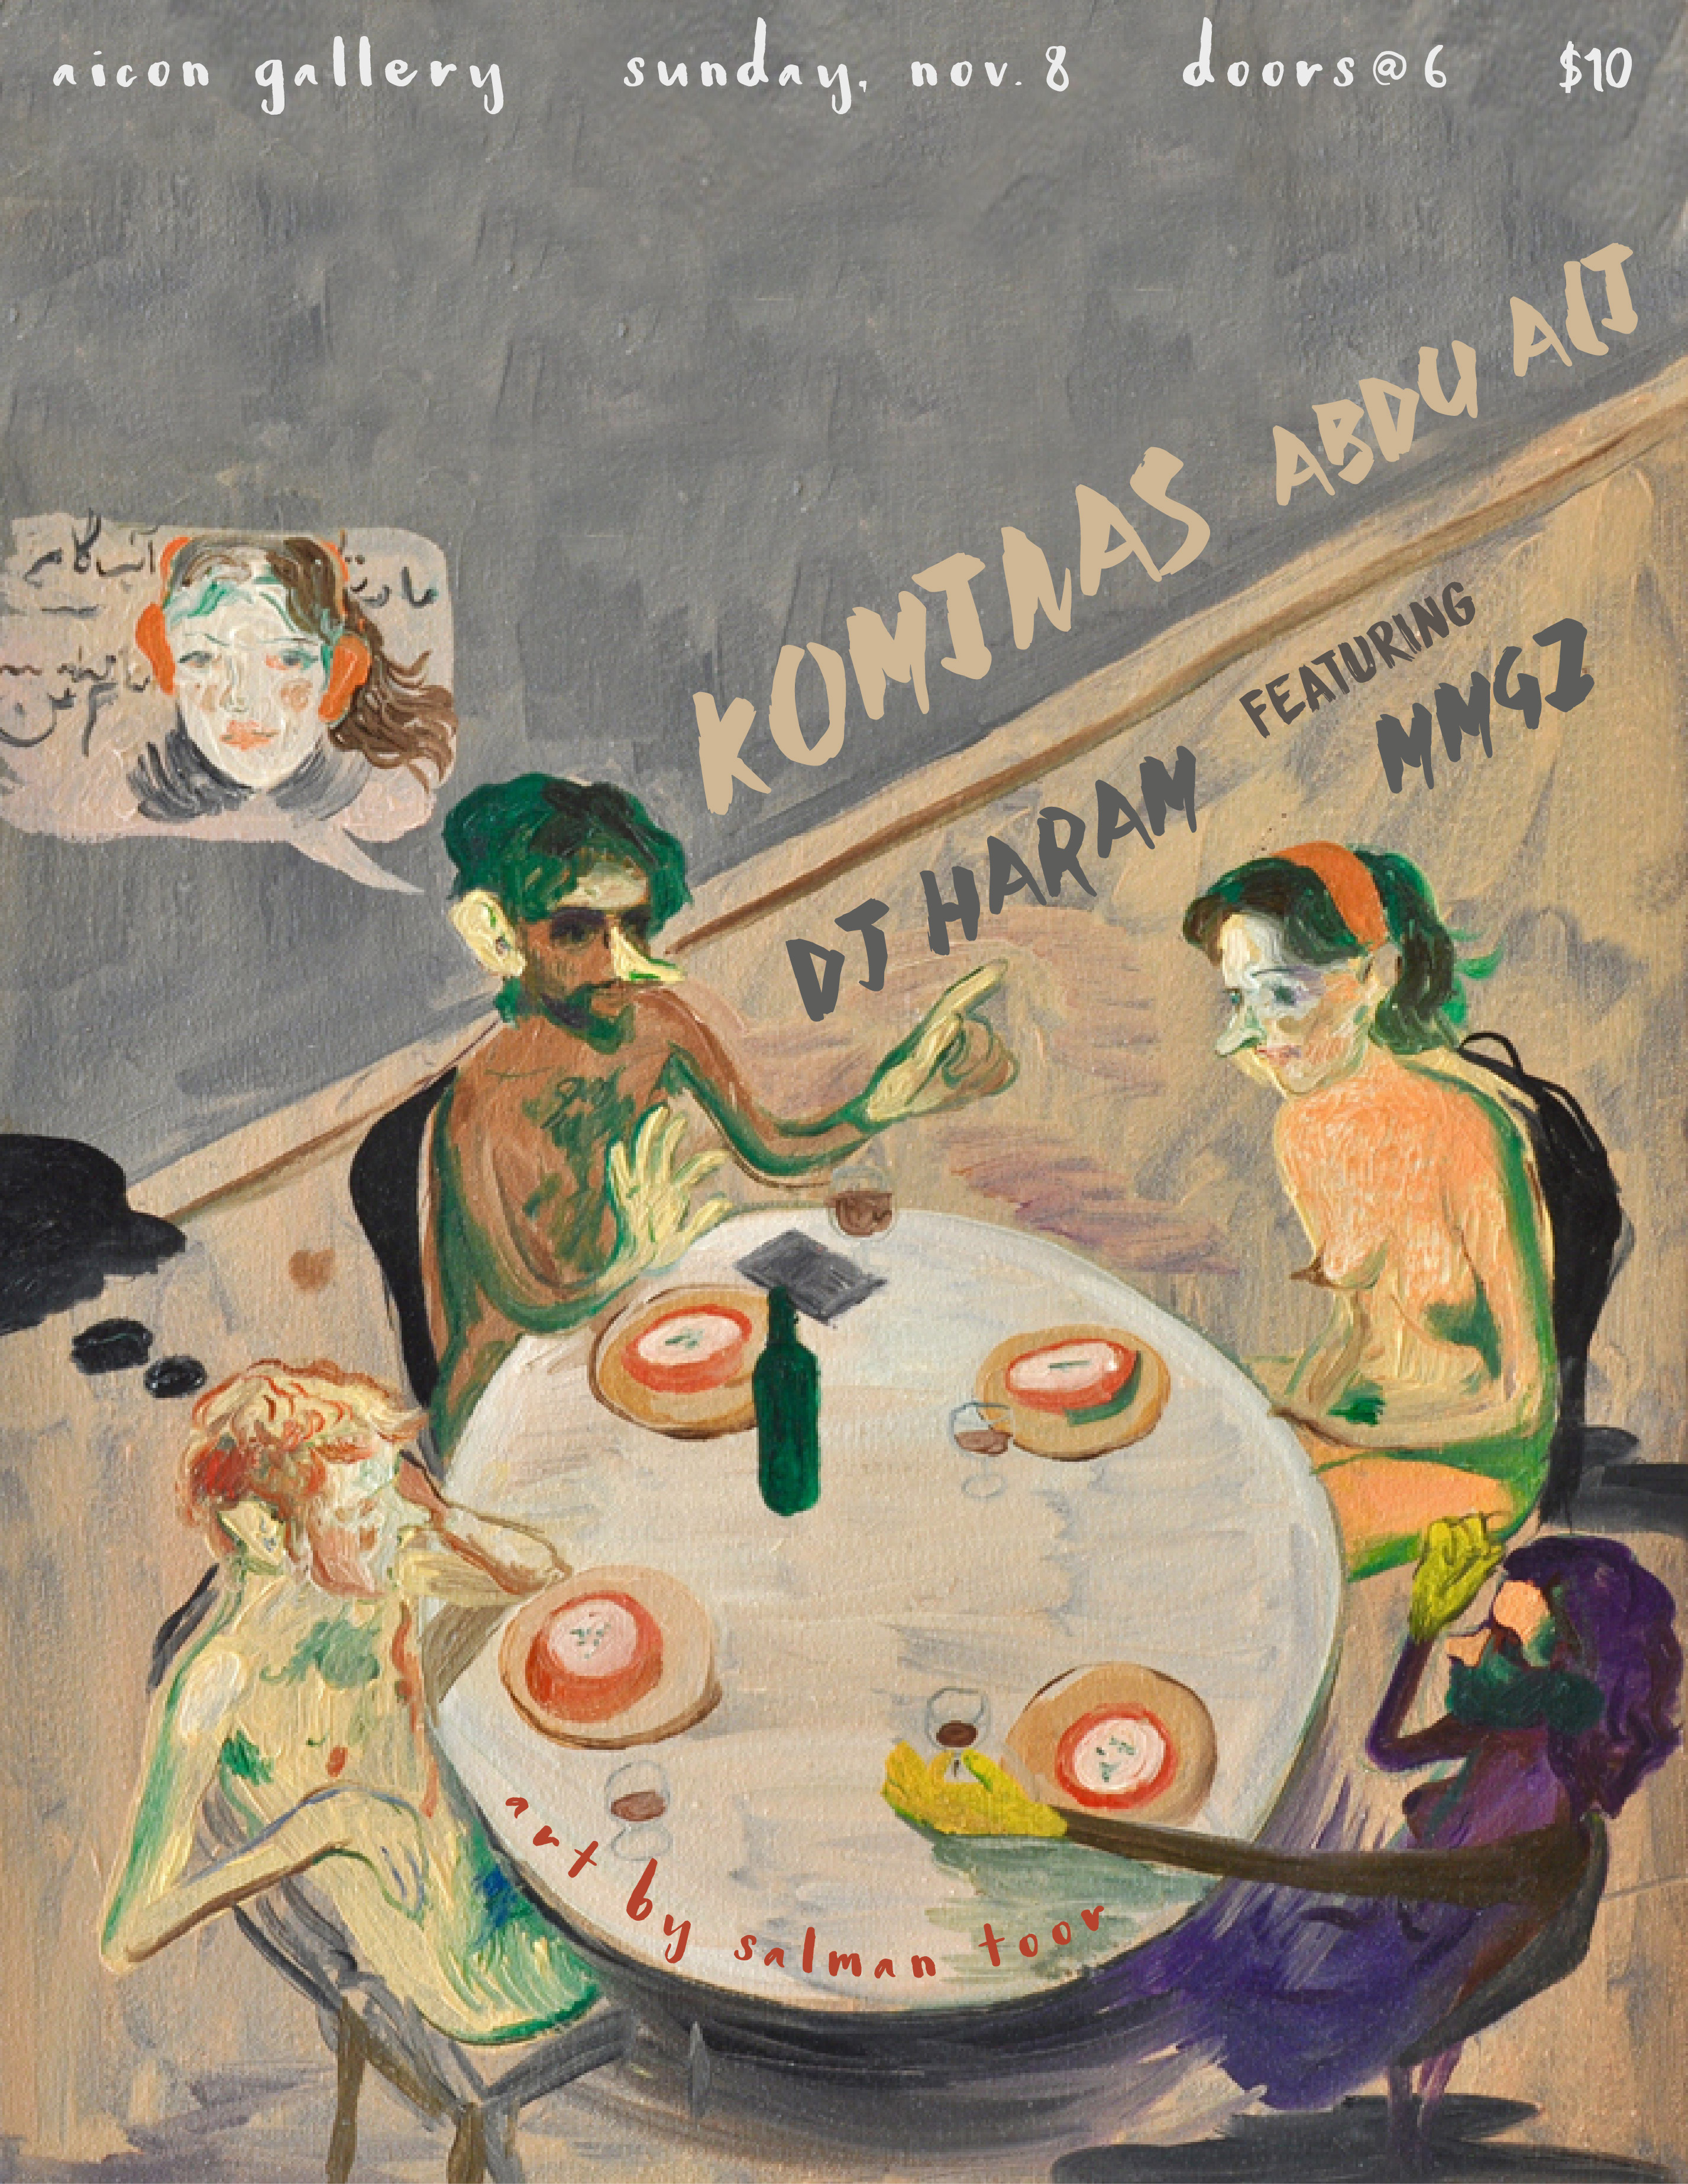 aicon gallery sunday, nov. 8 doors@6 $10
KOMINAS ABDU ALI
DJ HARAM FEATURING
MMGZ
art by salman toor